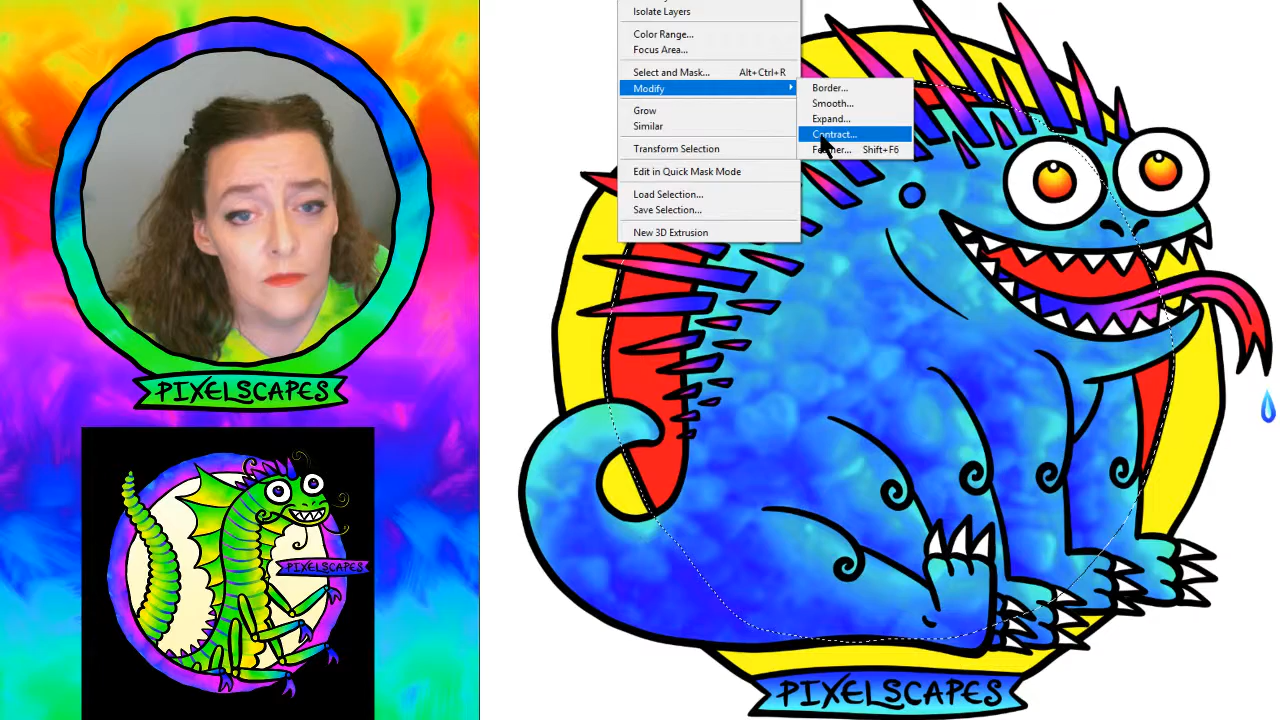 Isolate Layers
Color Range...
Focus Area...
Select and Mask... Alt+Ctrl+R
Modify
Grow
Similar
Transform Selection
Edit in Quick Mask Mode
Load Selection...
Save Selection...
New 3D Extrusion
Border...
Smooth...
Expand...
Contract...
Feather... Shift+F6
PIXELSCAPES
PIXELSCAPES
PIXELSCAPES